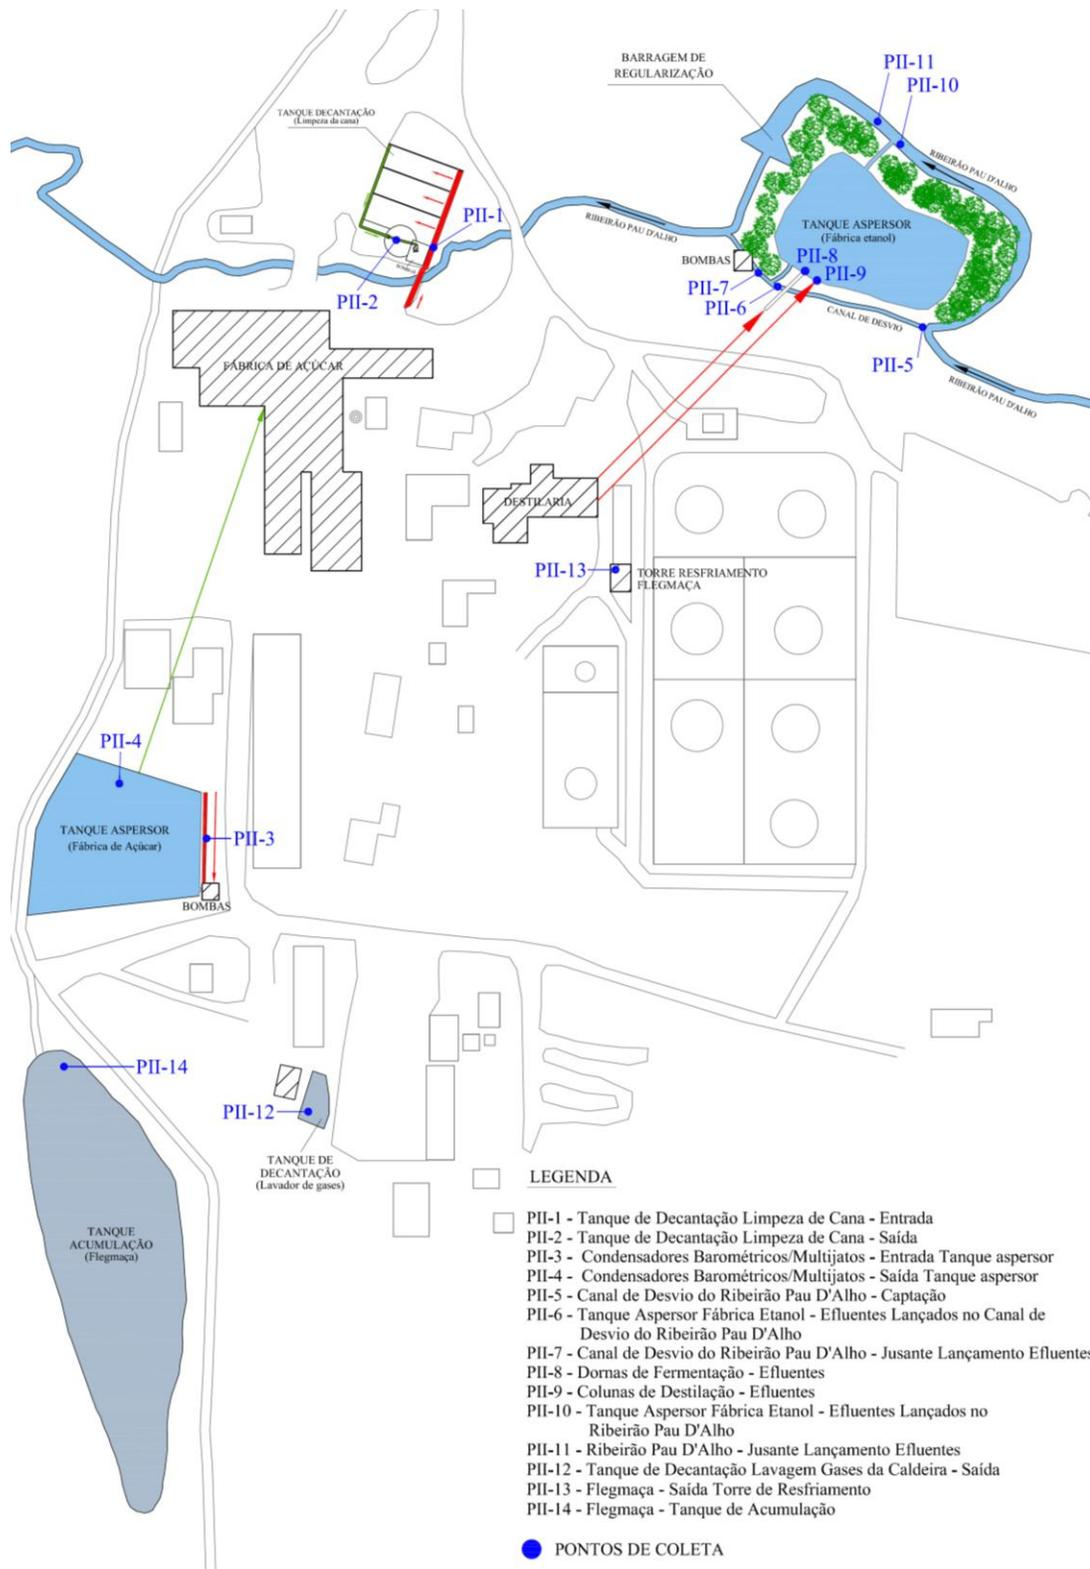 BARRAGEM DE
REGULARIZAÇÃO
PII-11
PII-10
TANQUE DECANTAÇÃO
(Limpeza da cana)
RIBEIRÃO PAU D'ALHO
PII-1
RIBEIRÃO PAU D'ALHO
TANQUE ASPERSOR
(Fábrica etanol)
BOMBAS
PII-8
PII-9
BOMBAS
PII-7
PII-6
PII-2
CANAL DE DESVIO
PII-5
RIBEIRÃO PAU D'ALHO
FÁBRICA DE AÇÚCAR
DESTILARIA
PII-13
TORRE RESFRIAMENTO
FLEGMAÇA
PII-4
TANQUE ASPERSOR
(Fábrica de Açúcar)
PII-3
BOMBAS
PII-14
PII-12
TANQUE DE
DECANTAÇÃO
(Lavador de gases)
TANQUE
ACUMULAÇÃO
(Flegmaça)
LEGENDA
PII-1 - Tanque de Decantação Limpeza de Cana - Entrada
PII-2 - Tanque de Decantação Limpeza de Cana - Saída
PII-3 - Condensadores Barométricos/Multijatos - Entrada Tanque aspersor
PII-4 - Condensadores Barométricos/Multijatos - Saída Tanque aspersor
PII-5 - Canal de Desvio do Ribeirão Pau D'Alho - Captação
PII-6 - Tanque Aspersor Fábrica Etanol - Efluentes Lançados no Canal de
Desvio do Ribeirão Pau D'Alho
PII-7 - Canal de Desvio do Ribeirão Pau D'Alho - Jusante Lançamento Efluentes
PII-8 - Dornas de Fermentação - Efluentes
PII-9 - Colunas de Destilação - Efluentes
PII-10 - Tanque Aspersor Fábrica Etanol - Efluentes Lançados no
Ribeirão Pau D'Alho
PII-11 - Ribeirão Pau D'Alho - Jusante Lançamento Efluentes
PII-12 - Tanque de Decantação Lavagem Gases da Caldeira - Saída
PII-13 - Flegmaça - Saída Torre de Resfriamento
PII-14 - Flegmaça - Tanque de Acumulação
PONTOS DE COLETA